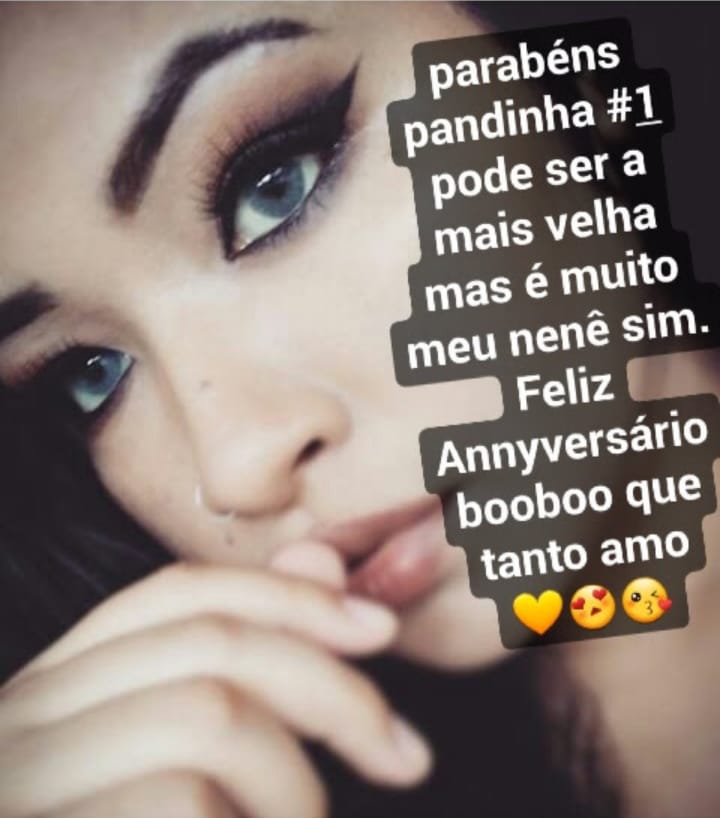 parabéns
pandinha #1
pode ser a
mais velha
mas é muito
meu nenê sim.
Feliz
Annyversário
booboo que
tanto amo
💛😍😘